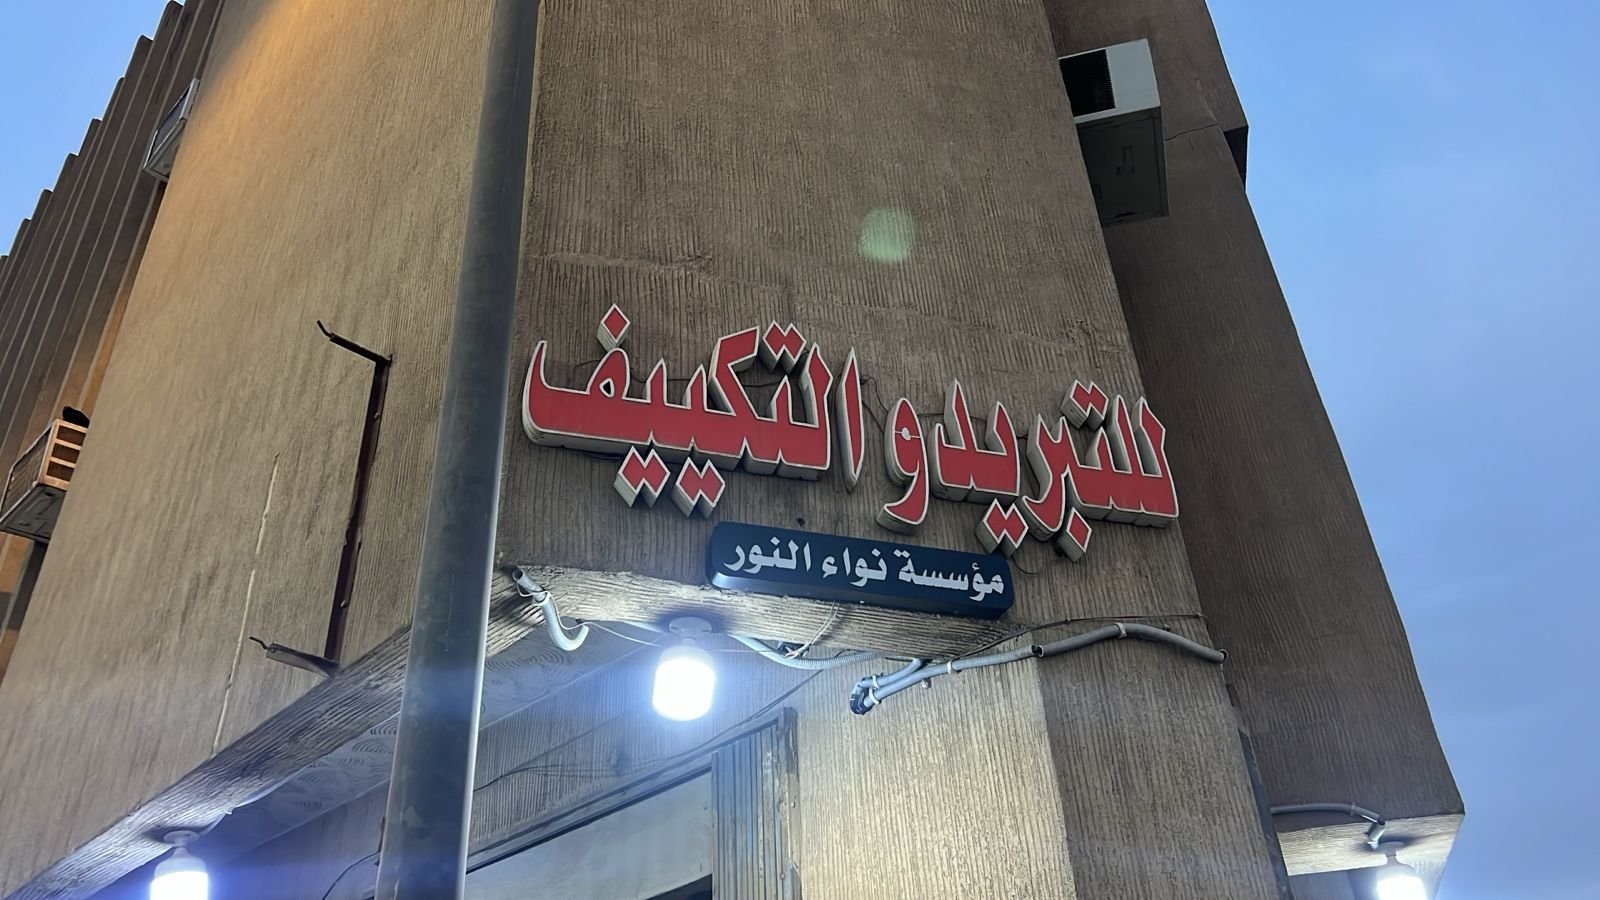 للتبريد و التكييف
مؤسسة نواء النور